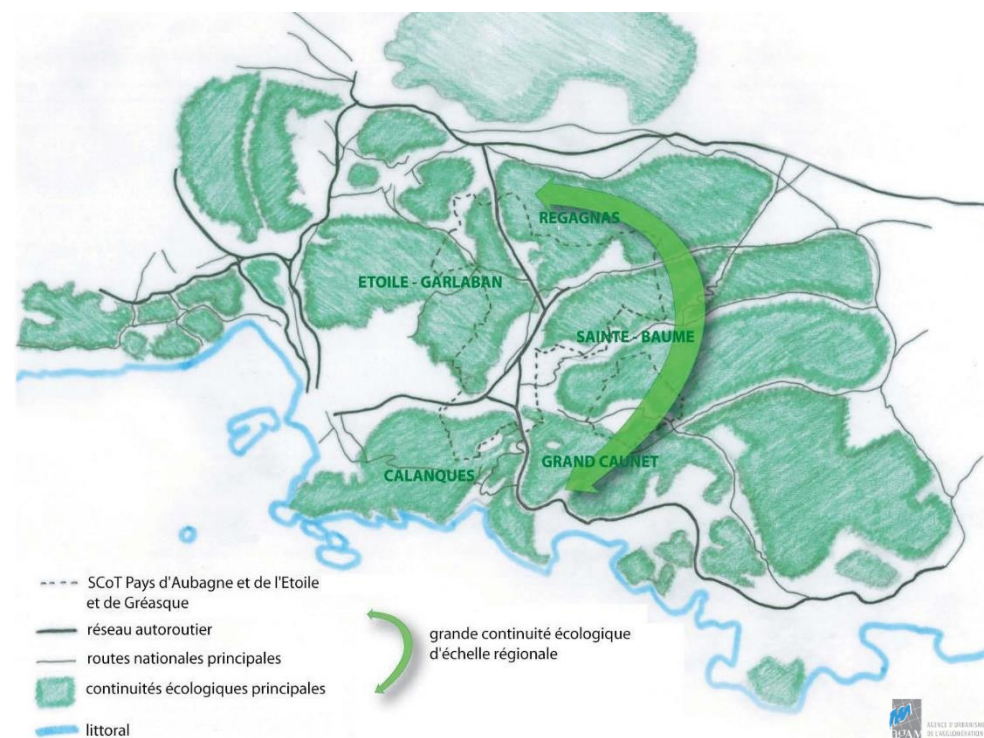 REGAGNAS
ETOILE - GARLABAN
SAINTE - BAUME
GRAND CAUNET
CALANQUES
SCoT Pays d'Aubagne et de l'Etoile
et de Gréasque
réseau autoroutier
routes nationales principales
continuités écologiques principales
littoral
grande continuité écologique
d'échelle régionale
AGENCE D'URBANISME
DE L'AGGLOMÉRATION